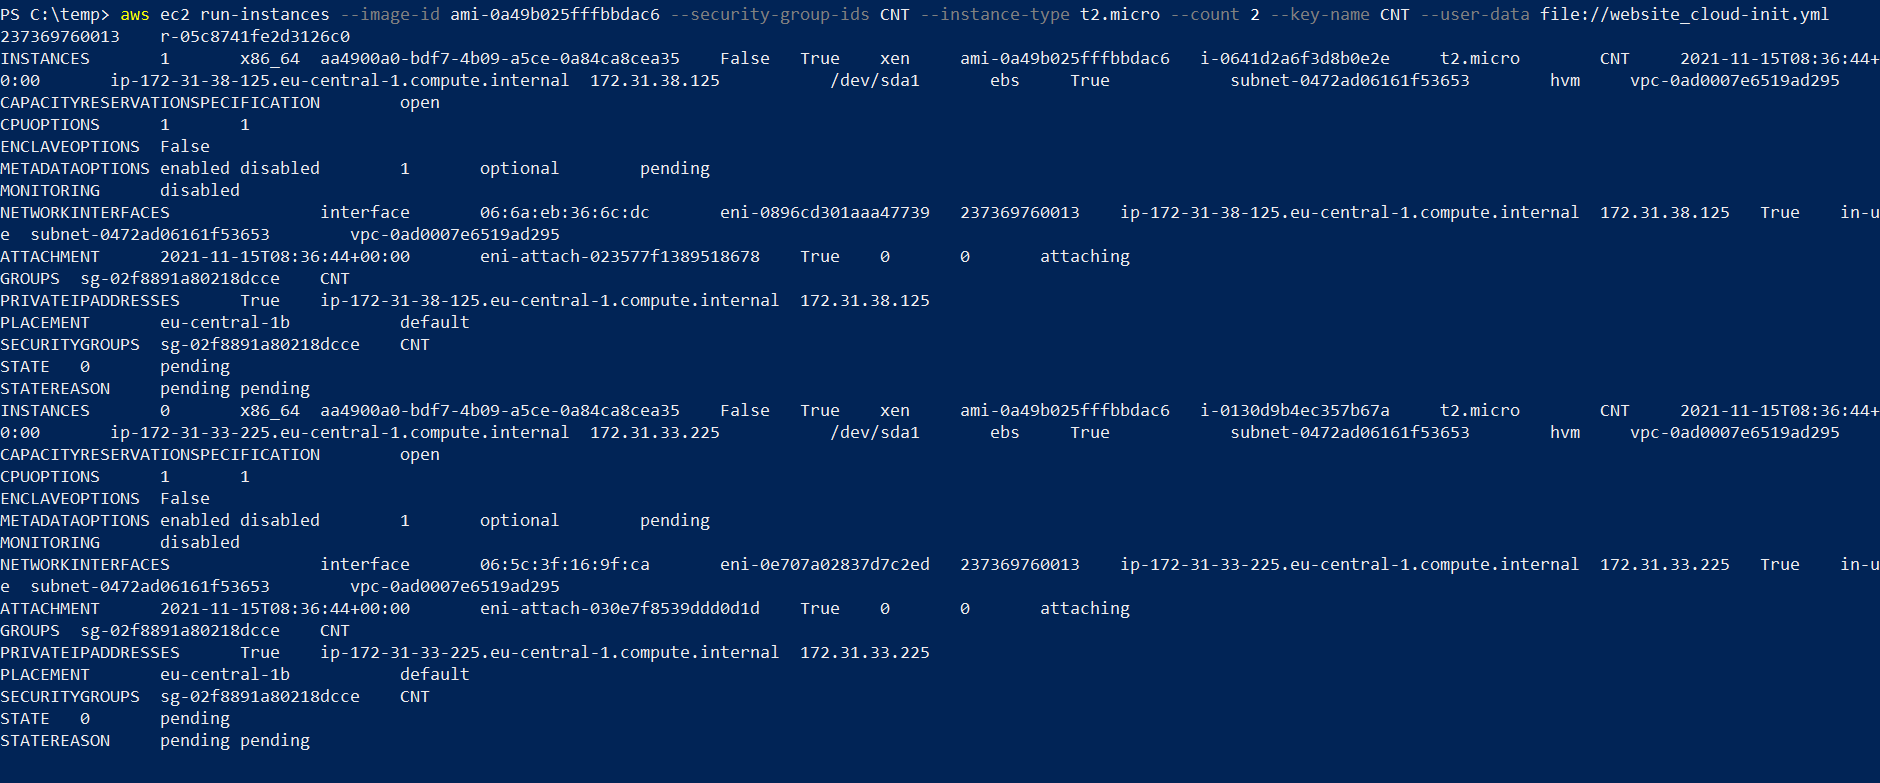 PS C:\temp> aws ec2 run-instances --image-id ami-0a49b025fffbbdac6 --security-group-ids CNT --instance-type t2.micro --count 2 --key-name CNT --user-data file://website_cloud-init.yml
237369760013    r-05c8741fe2d3126c0
INSTANCES       1       x86_64  aa4900a0-bdf7-4b09-a5ce-0a84ca8cea35    False   True    xen     ami-0a49b025fffbbdac6   i-0641d2a6f3d8b0e2e     t2.micro        CNT     2021-11-15T08:36:44+
0:00       ip-172-31-38-125.eu-central-1.compute.internal  172.31.38.125           /dev/sda1       ebs     True            subnet-0472ad06161f53653        hvm     vpc-0ad0007e6519ad295
CAPACITYRESERVATIONSPECIFICATION        open
CPUOPTIONS      1       1
ENCLAVEOPTIONS  False
METADATAOPTIONS enabled disabled        1       optional        pending
MONITORING      disabled
NETWORKINTERFACES               interface       06:6a:eb:36:6c:dc       eni-0896cd301aaa47739   237369760013    ip-172-31-38-125.eu-central-1.compute.internal  172.31.38.125   True    in-u
e  subnet-0472ad06161f53653        vpc-0ad0007e6519ad295
ATTACHMENT      2021-11-15T08:36:44+00:00       eni-attach-023577f1389518678    True    0       0       attaching
GROUPS  sg-02f8891a80218dcce    CNT
PRIVATEIPADDRESSES      True    ip-172-31-38-125.eu-central-1.compute.internal  172.31.38.125
PLACEMENT       eu-central-1b           default
SECURITYGROUPS  sg-02f8891a80218dcce    CNT
STATE   0       pending
STATEREASON     pending pending
INSTANCES       0       x86_64  aa4900a0-bdf7-4b09-a5ce-0a84ca8cea35    False   True    xen     ami-0a49b025fffbbdac6   i-0130d9b4ec357b67a     t2.micro        CNT     2021-11-15T08:36:44+
0:00       ip-172-31-33-225.eu-central-1.compute.internal  172.31.33.225           /dev/sda1       ebs     True            subnet-0472ad06161f53653        hvm     vpc-0ad0007e6519ad295
CAPACITYRESERVATIONSPECIFICATION        open
CPUOPTIONS      1       1
ENCLAVEOPTIONS  False
METADATAOPTIONS enabled disabled        1       optional        pending
MONITORING      disabled
NETWORKINTERFACES               interface       06:5c:3f:16:9f:ca       eni-0e707a02837d7c2ed   237369760013    ip-172-31-33-225.eu-central-1.compute.internal  172.31.33.225   True    in-u
e  subnet-0472ad06161f53653        vpc-0ad0007e6519ad295
ATTACHMENT      2021-11-15T08:36:44+00:00       eni-attach-030e7f8539ddd0d1d    True    0       0       attaching
GROUPS  sg-02f8891a80218dcce    CNT
PRIVATEIPADDRESSES      True    ip-172-31-33-225.eu-central-1.compute.internal  172.31.33.225
PLACEMENT       eu-central-1b           default
SECURITYGROUPS  sg-02f8891a80218dcce    CNT
STATE   0       pending
STATEREASON     pending pending